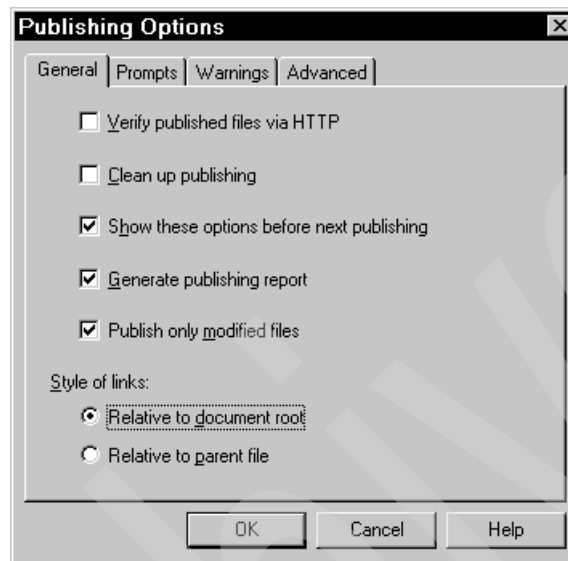 Publishing Options
General Prompts Warnings Advanced
Verify published files via HTTP
Clean up publishing
Show these options before next publishing
Generate publishing report
Publish only modified files
Style of links:
Relative to document root
Relative to parent file
OK Cancel Help